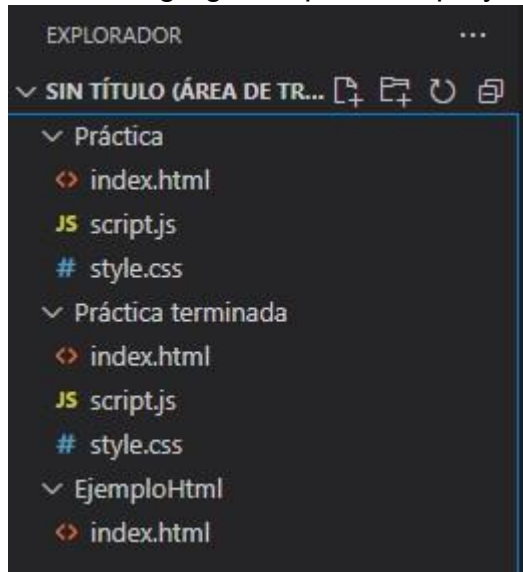 EXPLORADOR
SIN TÍTULO (ÁREA DE TR...
Práctica
index.html
JS script.js
# style.css
Práctica terminada
index.html
JS script.js
# style.css
EjemploHtml
index.html